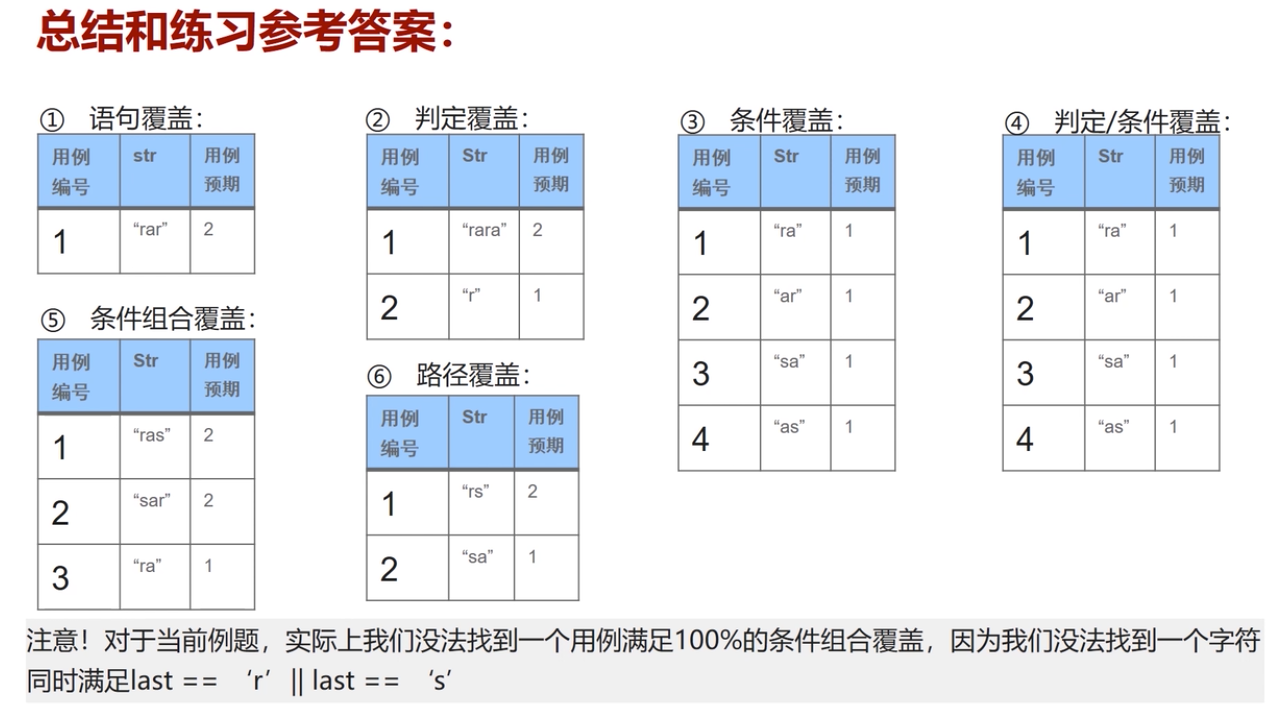 总结和练习参考答案：
① 语句覆盖：
用例编号 str 用例预期
1 “rar” 2
② 判定覆盖：
用例编号 Str 用例预期
1 “rara” 2
2 “r” 1
③ 条件覆盖：
用例编号 Str 用例预期
1 “ra” 1
2 “ar” 1
3 “sa” 1
4 “as” 1
④ 判定/条件覆盖：
用例编号 Str 用例预期
1 “ra” 1
2 “ar” 1
3 “sa” 1
4 “as” 1
⑤ 条件组合覆盖：
用例编号 Str 用例预期
1 “ras” 2
2 “sar” 2
3 “ra” 1
⑥ 路径覆盖：
用例编号 Str 用例预期
1 “rs” 2
2 “sa” 1
注意！对于当前例题，实际上我们没法找到一个用例满足100%的条件组合覆盖，因为我们没法找到一个字符
同时满足last == ‘r’ || last == ‘s’